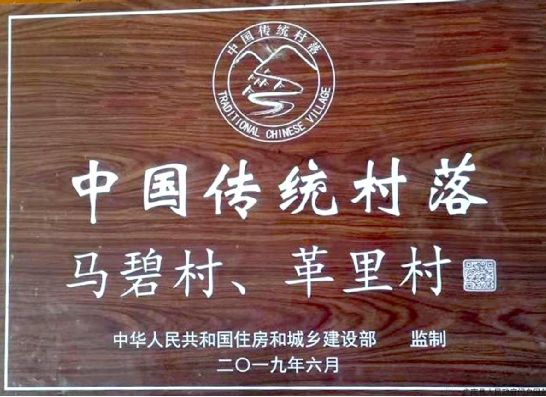 中国传统村落
TRADITIONAL CHINESE VILLAGE
中国传统村落
马碧村、革里村
中华人民共和国住房和城乡建设部 监制
二〇一九年六月